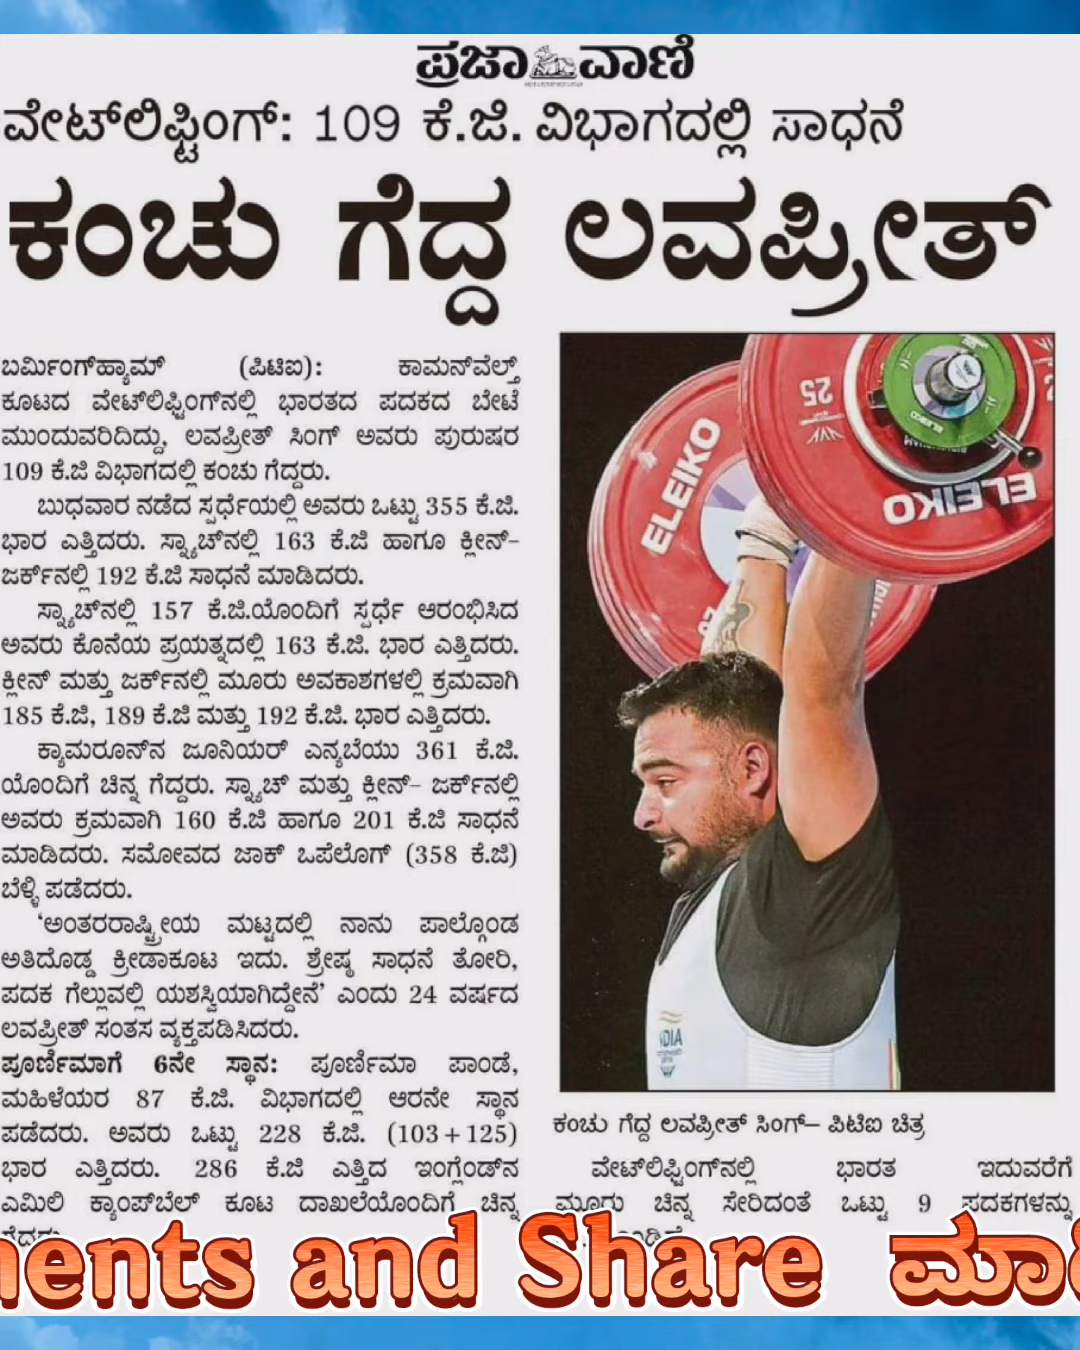 ಪ್ರಜಾವಾಣಿ
ವೇಟ್‌ಲಿಫ್ಟಿಂಗ್: 109 ಕೆ.ಜಿ. ವಿಭಾಗದಲ್ಲಿ ಸಾಧನೆ
ಕಂಚು ಗೆದ್ದ ಲವಪ್ರೀತ್
ಬರ್ಮಿಂಗ್‌ಹ್ಯಾಮ್ (ಪಿಟಿಐ): ಕಾಮನ್‌ವೆಲ್ತ್
ಕೂಟದ ವೇಟ್‌ಲಿಫ್ಟಿಂಗ್‌ನಲ್ಲಿ ಭಾರತದ ಪದಕದ ಬೇಟೆ
ಮುಂದುವರಿದಿದ್ದು, ಲವಪ್ರೀತ್ ಸಿಂಗ್ ಅವರು ಪುರುಷರ
109 ಕೆ.ಜಿ ವಿಭಾಗದಲ್ಲಿ ಕಂಚು ಗೆದ್ದರು.
ಬುಧವಾರ ನಡೆದ ಸ್ಪರ್ಧೆಯಲ್ಲಿ ಅವರು ಒಟ್ಟು 355 ಕೆ.ಜಿ.
ಭಾರ ಎತ್ತಿದರು. ಸ್ನ್ಯಾಚ್‌ನಲ್ಲಿ 163 ಕೆ.ಜಿ ಹಾಗೂ ಕ್ಲೀನ್–
ಜರ್ಕ್‌ನಲ್ಲಿ 192 ಕೆ.ಜಿ ಸಾಧನೆ ಮಾಡಿದರು.
ಸ್ನ್ಯಾಚ್‌ನಲ್ಲಿ 157 ಕೆ.ಜಿ.ಯೊಂದಿಗೆ ಸ್ಪರ್ಧೆ ಆರಂಭಿಸಿದ
ಅವರು ಕೊನೆಯ ಪ್ರಯತ್ನದಲ್ಲಿ 163 ಕೆ.ಜಿ. ಭಾರ ಎತ್ತಿದರು.
ಕ್ಲೀನ್ ಮತ್ತು ಜರ್ಕ್‌ನಲ್ಲಿ ಮೂರು ಅವಕಾಶಗಳಲ್ಲಿ ಕ್ರಮವಾಗಿ
185 ಕೆ.ಜಿ, 189 ಕೆ.ಜಿ ಮತ್ತು 192 ಕೆ.ಜಿ. ಭಾರ ಎತ್ತಿದರು.
ಕ್ಯಾಮರೂನ್‌ನ ಜೂನಿಯರ್ ಎನ್ಯಬೆಯು 361 ಕೆ.ಜಿ.
ಯೊಂದಿಗೆ ಚಿನ್ನ ಗೆದ್ದರು. ಸ್ನ್ಯಾಚ್ ಮತ್ತು ಕ್ಲೀನ್– ಜರ್ಕ್‌ನಲ್ಲಿ
ಅವರು ಕ್ರಮವಾಗಿ 160 ಕೆ.ಜಿ ಹಾಗೂ 201 ಕೆ.ಜಿ ಸಾಧನೆ
ಮಾಡಿದರು. ಸಮೋವದ ಜಾಕ್ ಒಪೆಲೊಗ್ (358 ಕೆ.ಜಿ)
ಬೆಳ್ಳಿ ಪಡೆದರು.
‘ಅಂತರರಾಷ್ಟ್ರೀಯ ಮಟ್ಟದಲ್ಲಿ ನಾನು ಪಾಲ್ಗೊಂಡ
ಅತಿದೊಡ್ಡ ಕ್ರೀಡಾಕೂಟ ಇದು. ಶ್ರೇಷ್ಠ ಸಾಧನೆ ತೋರಿ,
ಪದಕ ಗೆಲ್ಲುವಲ್ಲಿ ಯಶಸ್ವಿಯಾಗಿದ್ದೇನೆ’ ಎಂದು 24 ವರ್ಷದ
ಲವಪ್ರೀತ್ ಸಂತಸ ವ್ಯಕ್ತಪಡಿಸಿದರು.
ಪೂರ್ಣಿಮಾಗೆ 6ನೇ ಸ್ಥಾನ: ಪೂರ್ಣಿಮಾ ಪಾಂಡೆ,
ಮಹಿಳೆಯರ 87 ಕೆ.ಜಿ. ವಿಭಾಗದಲ್ಲಿ ಆರನೇ ಸ್ಥಾನ
ಪಡೆದರು. ಅವರು ಒಟ್ಟು 228 ಕೆ.ಜಿ. (103+125)
ಭಾರ ಎತ್ತಿದರು. 286 ಕೆ.ಜಿ ಎತ್ತಿದ ಇಂಗ್ಲೆಂಡ್‌ನ
ಎಮಿಲಿ ಕ್ಯಾಂಪ್‌ಬೆಲ್ ಕೂಟ ದಾಖಲೆಯೊಂದಿಗೆ ಚಿನ್ನ
ELEIKO
25
ELEIKO
ಕಂಚು ಗೆದ್ದ ಲವಪ್ರೀತ್ ಸಿಂಗ್– ಪಿಟಿಐ ಚಿತ್ರ
ವೇಟ್‌ಲಿಫ್ಟಿಂಗ್‌ನಲ್ಲಿ ಭಾರತ ಇದುವರೆಗೆ
ಮೂರು ಚಿನ್ನ ಸೇರಿದಂತೆ ಒಟ್ಟು 9 ಪದಕಗಳನ್ನು
ments and Share ಮಾ